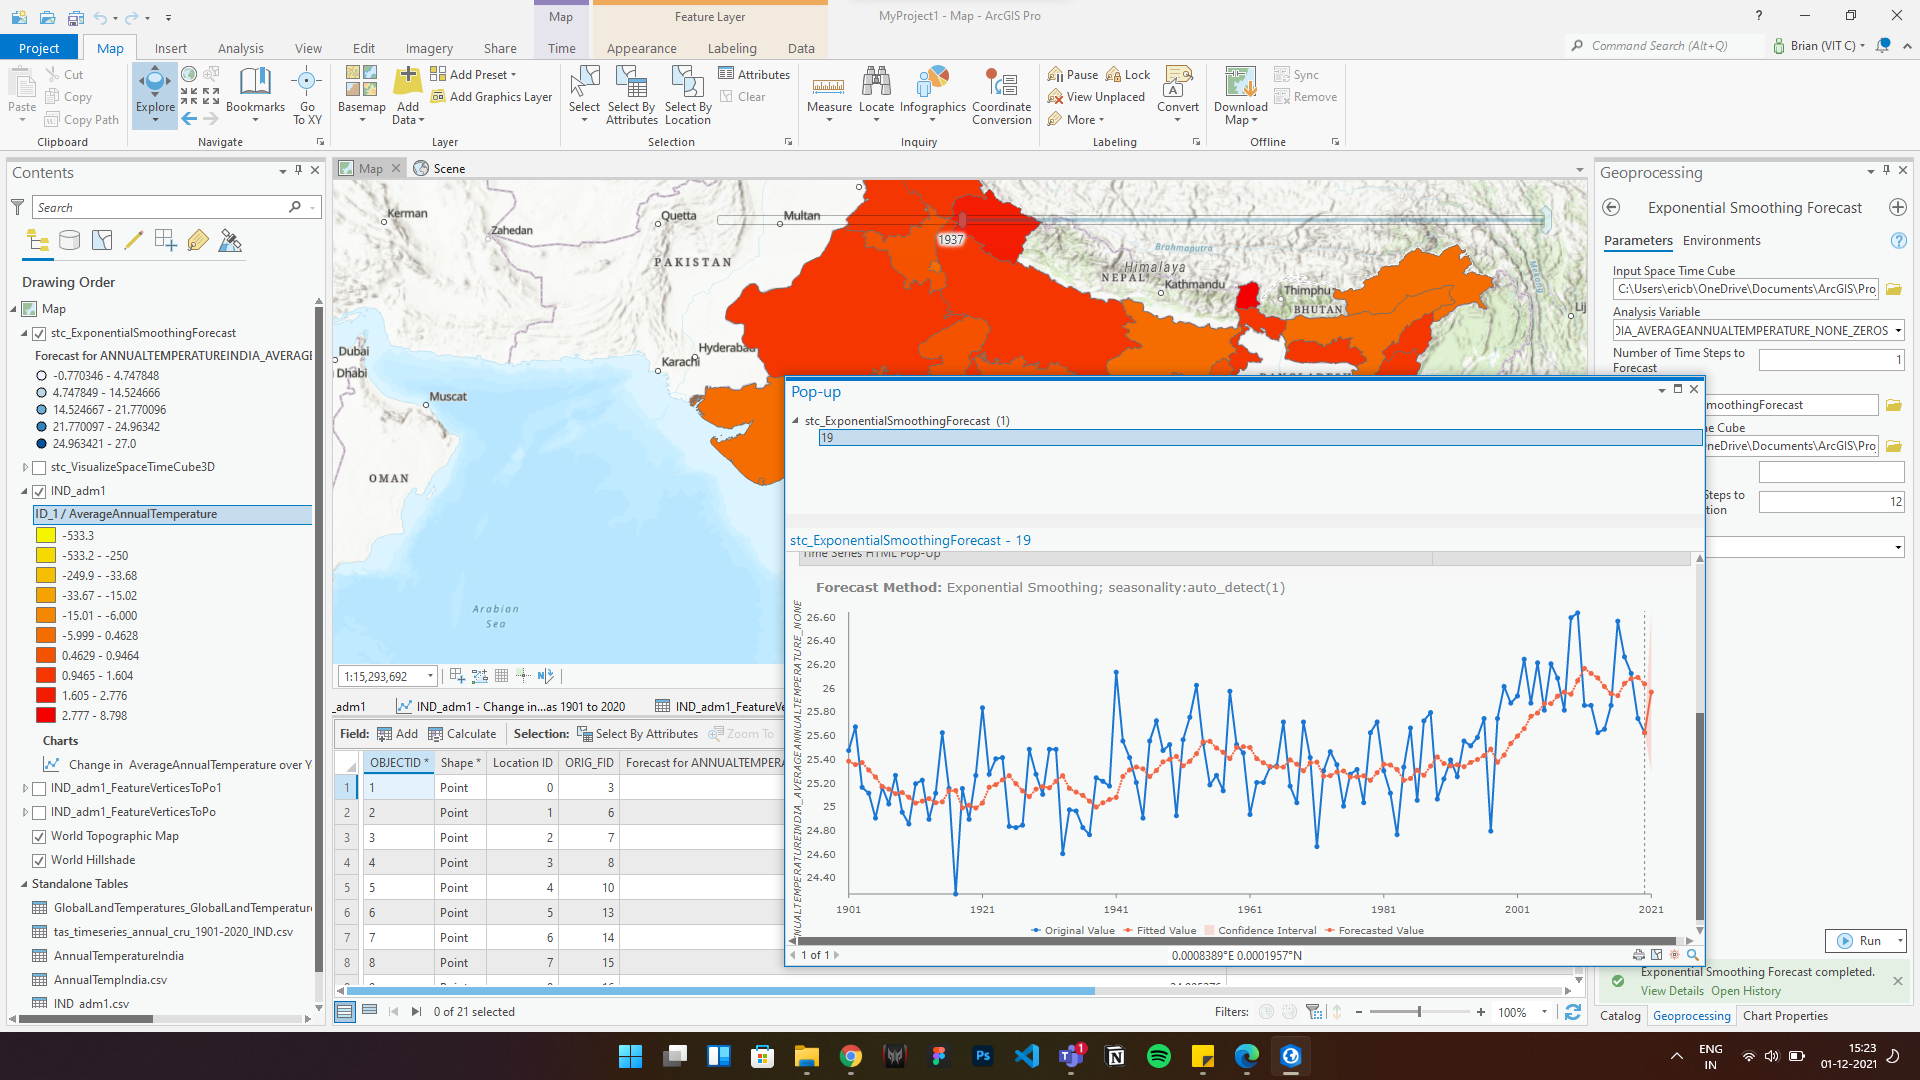 Map
Feature Layer
MyProject1 - Map - ArcGIS Pro
Project
Map
Insert
Analysis
View
Edit
Imagery
Share
Time
Appearance
Labeling
Data
Command Search (Alt+Q)
Brian (VIT C)
Paste
Cut
Copy
Copy Path
Clipboard
Explore
Bookmarks
Go
To XY
Navigate
Basemap
Add
Data
Add Preset
Add Graphics Layer
Layer
Select
Select By
Attributes
Select By
Location
Attributes
Clear
Selection
Measure
Locate
Infographics
Coordinate
Conversion
Inquiry
Pause
Lock
View Unplaced
More
Convert
Labeling
Download
Map
Sync
Remove
Offline
Contents
Search
Drawing Order
Map
stc_ExponentialSmoothingForecast
Forecast for ANNUALTEMPERATUREINDIA_AVERAGE
-0.770346 - 4.747848
4.747849 - 14.524666
14.524667 - 21.770096
21.770097 - 24.96342
24.963421 - 27.0
stc_VisualizeSpaceTimeCube3D
IND_adm1
ID_1 / AverageAnnualTemperature
-533.3
-533.2 - -250
-249.9 - -33.68
-33.67 - -15.02
-15.01 - -6.000
-5.999 - 0.4628
0.4629 - 0.9464
0.9465 - 1.604
1.605 - 2.776
2.777 - 8.798
Charts
Change in AverageAnnualTemperature over Y
IND_adm1_FeatureVerticesToPo1
IND_adm1_FeatureVerticesToPo
World Topographic Map
World Hillshade
Standalone Tables
GlobalLandTemperatures_GlobalLandTemperatur
tas_timeseries_annual_cru_1901-2020_IND.csv
AnnualTemperatureIndia
AnnualTempIndia.csv
IND_adm1.csv
Map
Scene
Kerman
Zahedan
Quetta
Multan
1937
PAKISTAN
Brahmaputra
Himalaya
NEPAL
Kathmandu
Thimphu
BHUTAN
Mekong
Lij
Dubai
Dhabi
Hyderabad
Karachi
Muscat
OMAN
Arabian
Sea
BANGLADESH
1:15,293,692
_adm1
IND_adm1 - Change in...as 1901 to 2020
IND_adm1_FeatureVe
Field:
Add
Calculate
Selection:
Select By Attributes
Zoom To
OBJECTID *
Shape *
Location ID
ORIG_FID
Forecast for ANNUALTEMPERA
1 1 Point 0 3
2 2 Point 1 6
3 3 Point 2 7
4 4 Point 3 8
5 5 Point 4 10
6 6 Point 5 13
7 7 Point 6 14
8 8 Point 7 15
0 of 21 selected
Filters:
100%
Pop-up
stc_ExponentialSmoothingForecast (1)
19
stc_ExponentialSmoothingForecast - 19
Time Series HTML Pop-Up
Forecast Method: Exponential Smoothing; seasonality:auto_detect(1)
NUALTEMPERATUREINDIA_AVERAGEANNUALTEMPERATURE_NONE
26.60
26.40
26.20
26
25.80
25.60
25.40
25.20
25
24.80
24.60
24.40
1901
1921
1941
1961
1981
2001
2021
Original Value
Fitted Value
Confidence Interval
Forecasted Value
1 of 1
0.0008389°E 0.0001957°N
Geoprocessing
Exponential Smoothing Forecast
Parameters
Environments
Input Space Time Cube
C:\Users\ericb\OneDrive\Documents\ArcGIS\Pro
Analysis Variable
DIA_AVERAGEANNUALTEMPERATURE_NONE_ZEROS
Number of Time Steps to
Forecast
1
moothingForecast
ne Cube
neDrive\Documents\ArcGIS\Pro
Steps to
tion
12
Run
Exponential Smoothing Forecast completed.
View Details
Open History
Catalog
Geoprocessing
Chart Properties
1
ENG
IN
15:23
01-12-2021